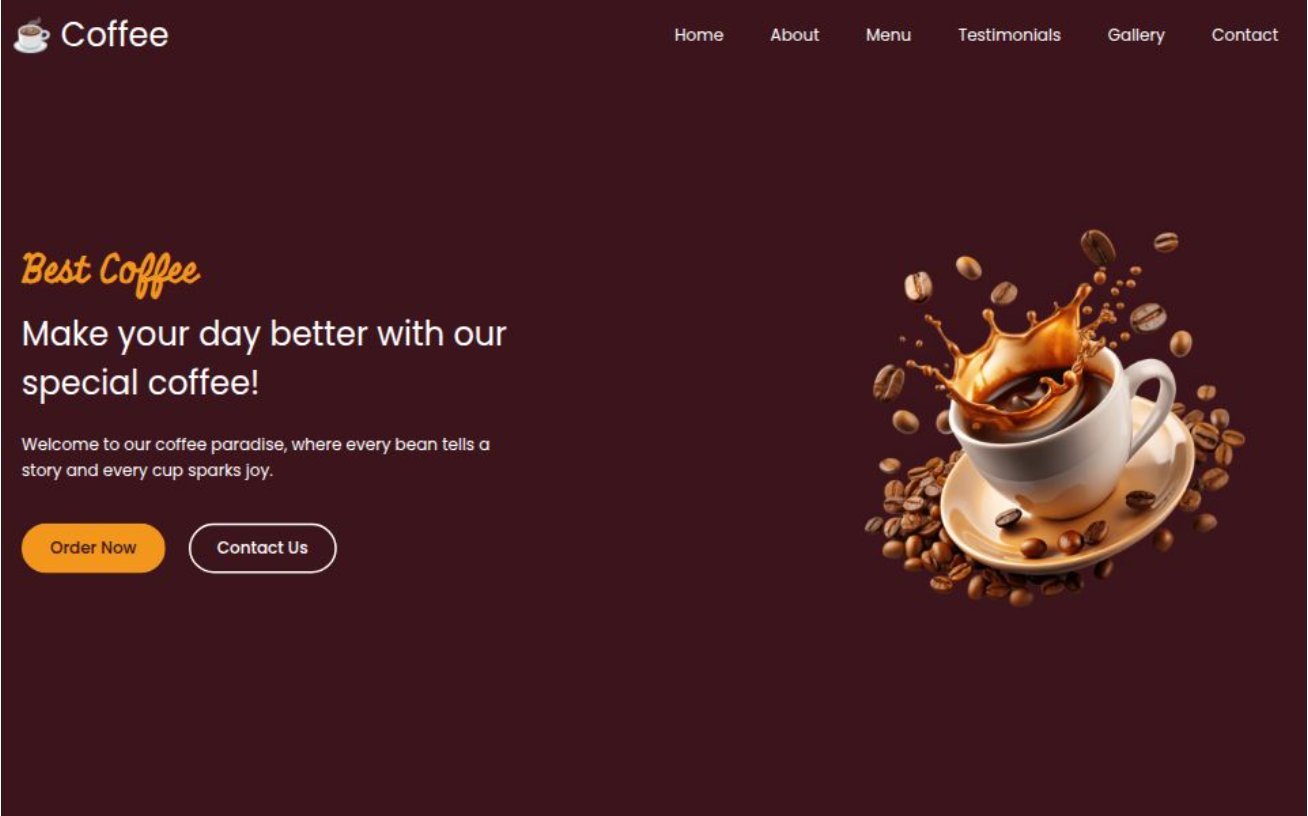 ☕ Coffee
Home About Menu Testimonials Gallery Contact
Best Coffee
Make your day better with our
special coffee!
Welcome to our coffee paradise, where every bean tells a
story and every cup sparks joy.
Order Now Contact Us